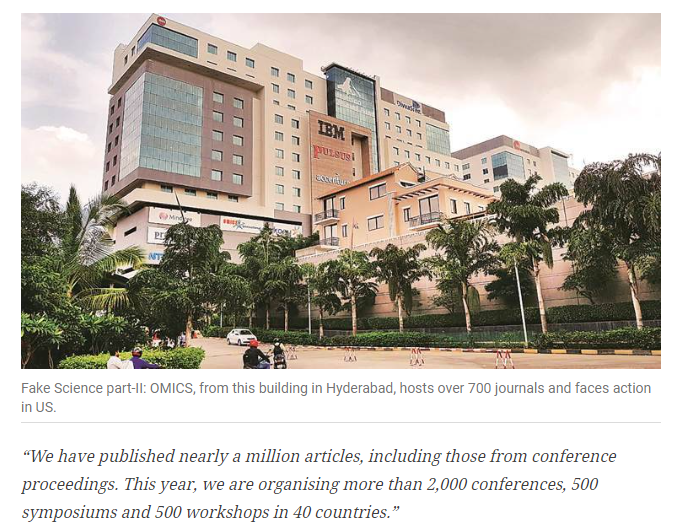 IBM
PULSUS
accenture
Fake Science part-II: OMICS, from this building in Hyderabad, hosts over 700 journals and faces action
in US.
“We have published nearly a million articles, including those from conference
proceedings. This year, we are organising more than 2,000 conferences, 500
symposiums and 500 workshops in 40 countries.”